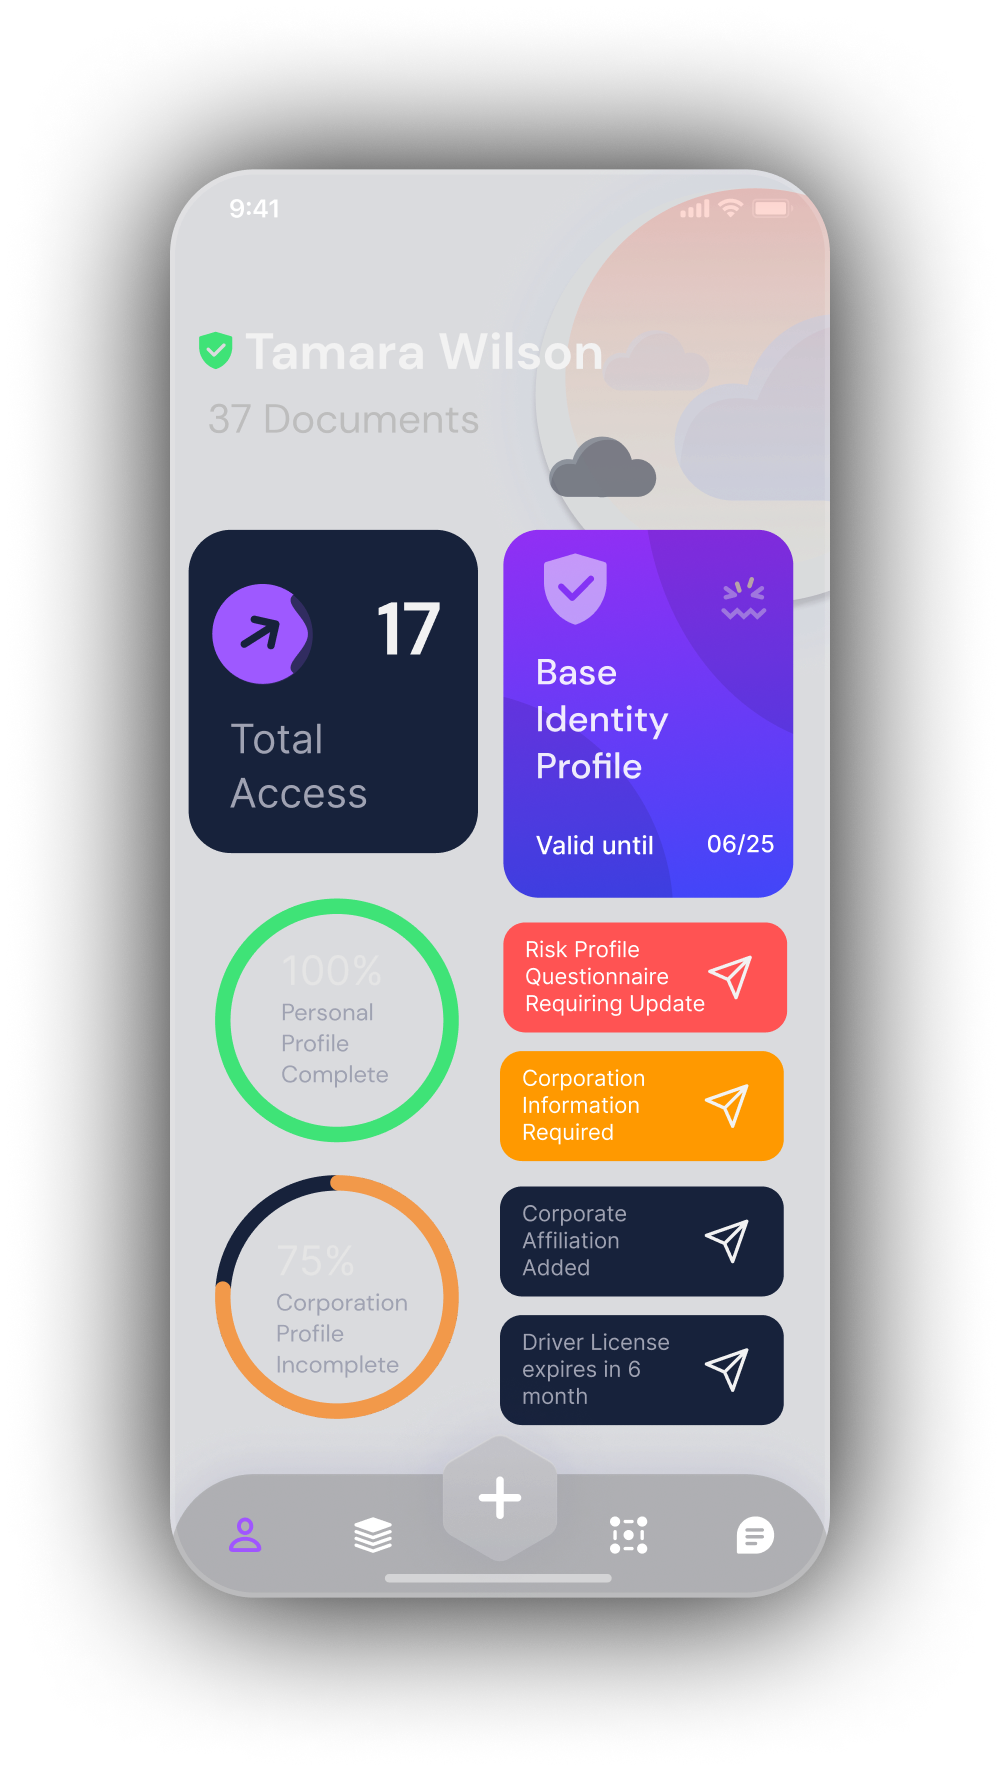 9:41
Tamara Wilson
37 Documents
17
Total
Access
Base
Identity
Profile
Valid until 06/25
100%
Personal
Profile
Complete
75%
Corporation
Profile
Incomplete
Risk Profile
Questionnaire
Requiring Update
Corporation
Information
Required
Corporate
Affiliation
Added
Driver License
expires in 6
month